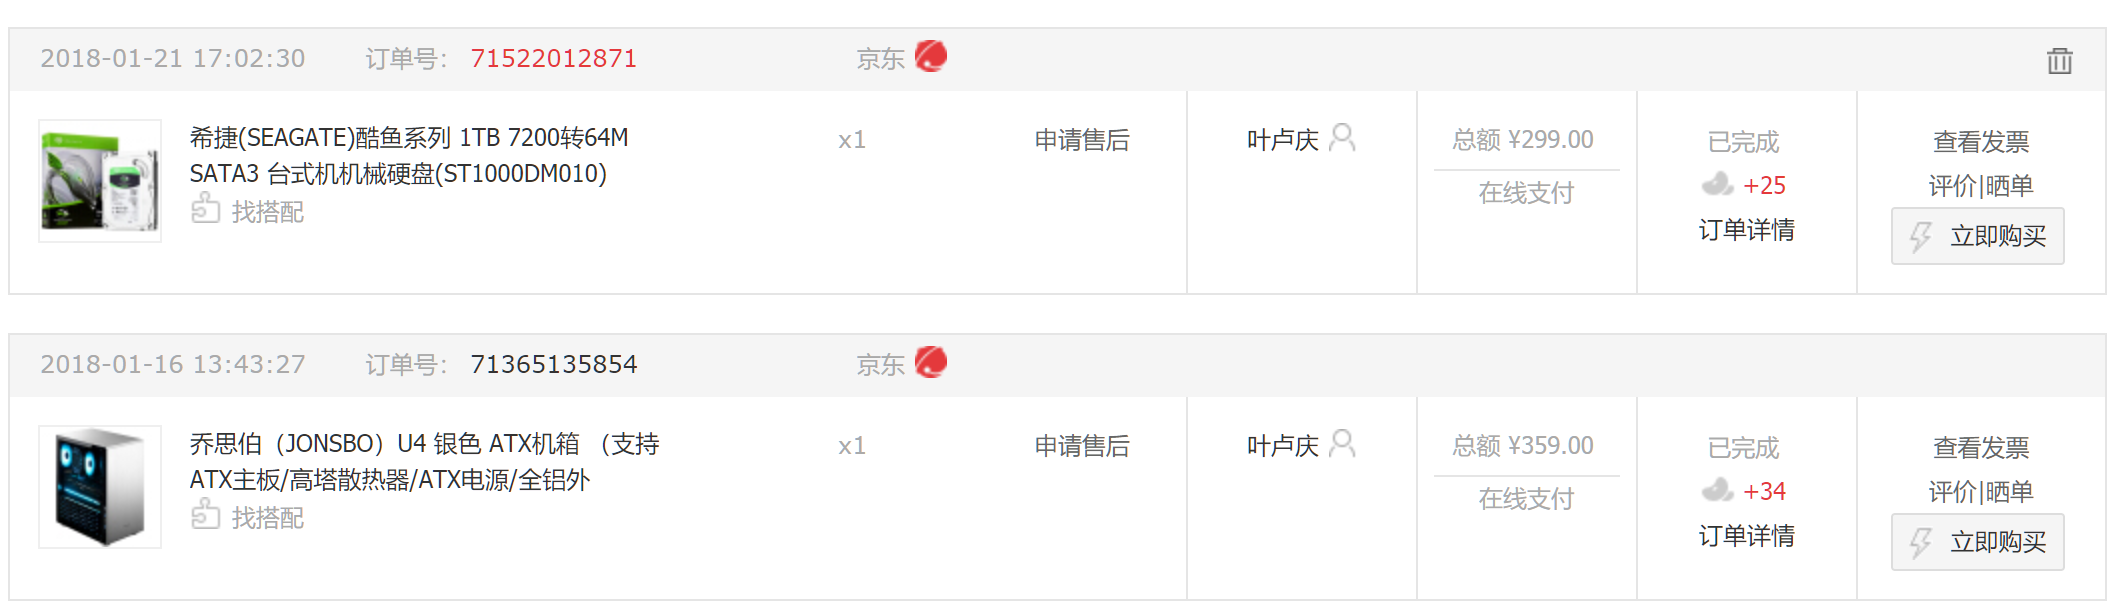 2018-01-21 17:02:30 订单号： 71522012871 京东
希捷(SEAGATE)酷鱼系列 1TB 7200转64M
SATA3 台式机机械硬盘(ST1000DM010)
找搭配
x1
申请售后
叶卢庆
总额 ¥299.00
在线支付
已完成
+25
订单详情
查看发票
评价|晒单
立即购买
2018-01-16 13:43:27 订单号： 71365135854 京东
乔思伯（JONSBO）U4 银色 ATX机箱 （支持
ATX主板/高塔散热器/ATX电源/全铝外
找搭配
x1
申请售后
叶卢庆
总额 ¥359.00
在线支付
已完成
+34
订单详情
查看发票
评价|晒单
立即购买